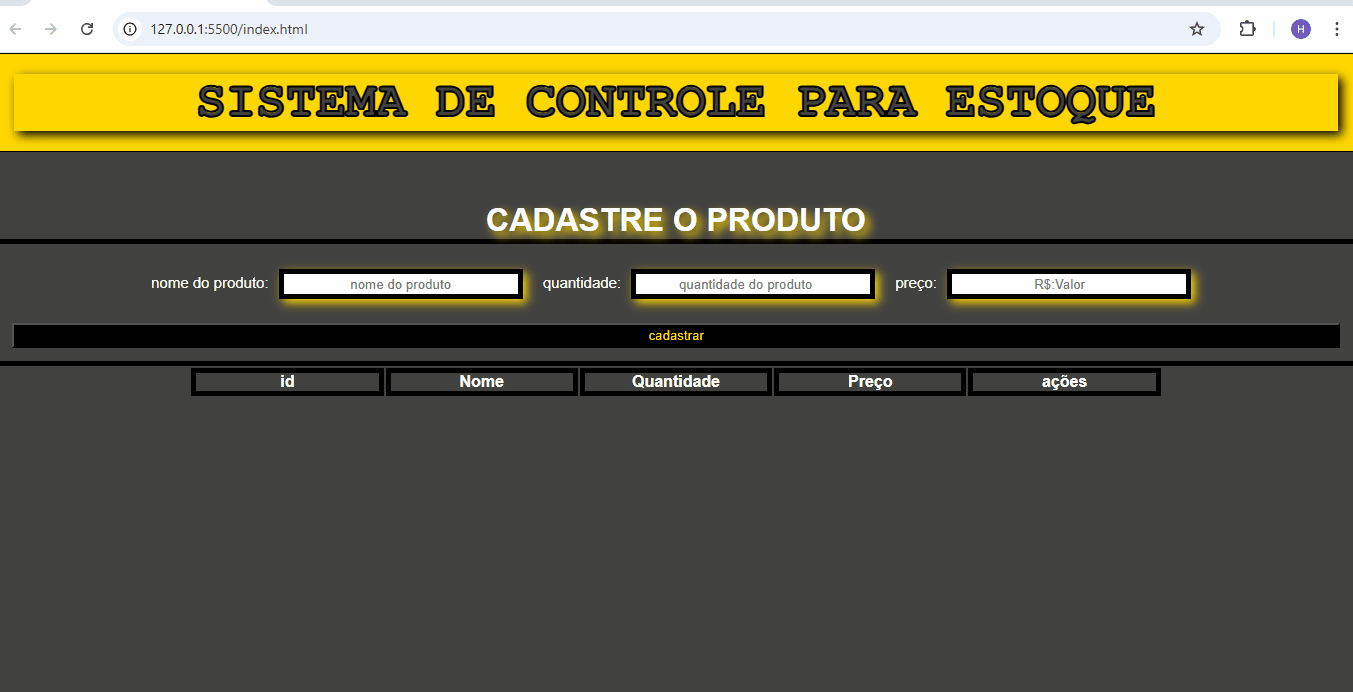 127.0.0.1:5500/index.html
H
SISTEMA DE CONTROLE PARA ESTOQUE
CADASTRE O PRODUTO
nome do produto: nome do produto quantidade: quantidade do produto preço: R$:Valor
cadastrar
id Nome Quantidade Preço ações